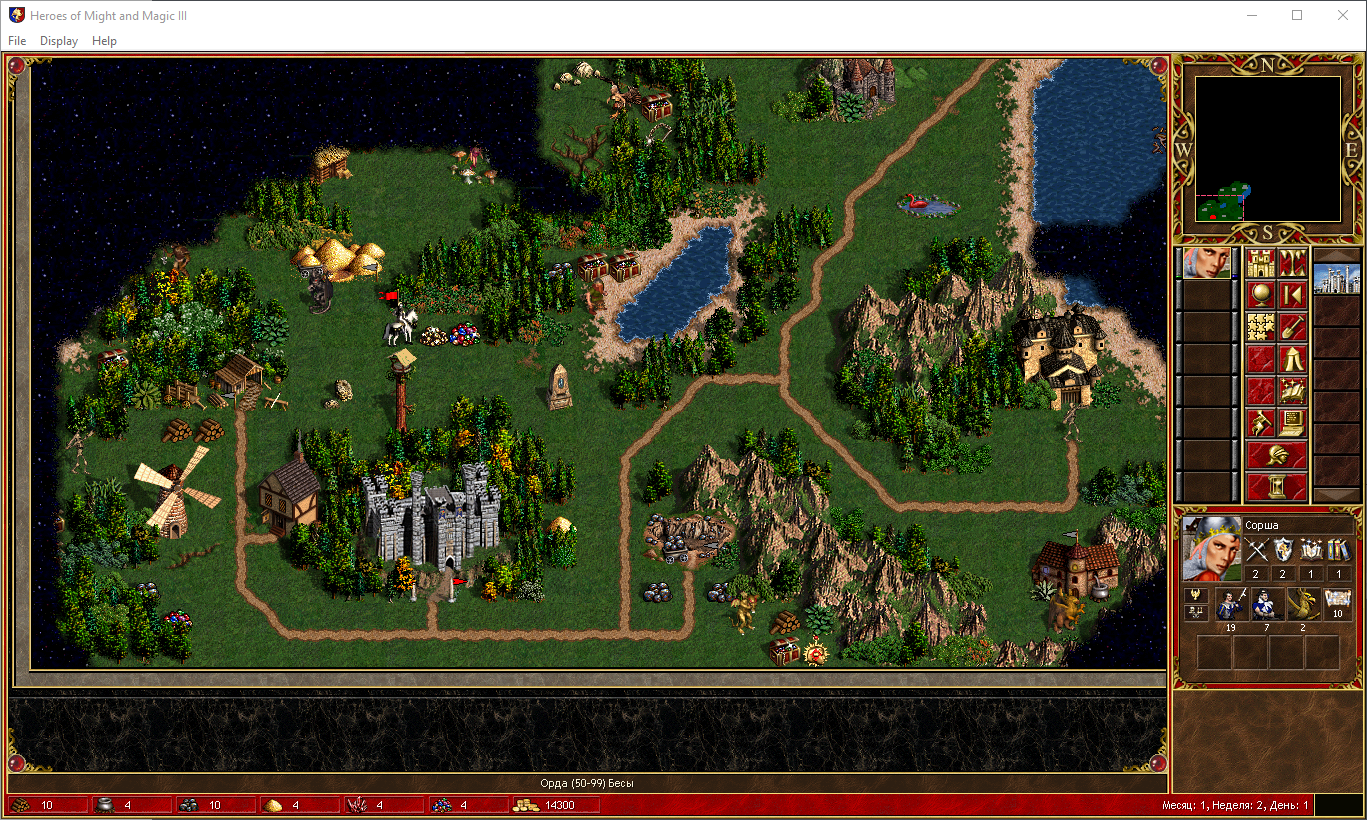 Heroes of Might and Magic III
File Display Help
N
W
E
S
Сорша
2 2 1 1
10
19 7 2
Орда (50-99) Бесы
10 4 10 4 4 4 14300
Месяц: 1, Неделя: 2, День: 1